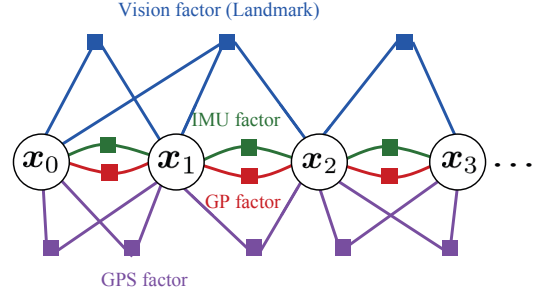 Vision factor (Landmark)
IMU factor
x₀ x₁ x₂ x₃ ...
GP factor
GPS factor